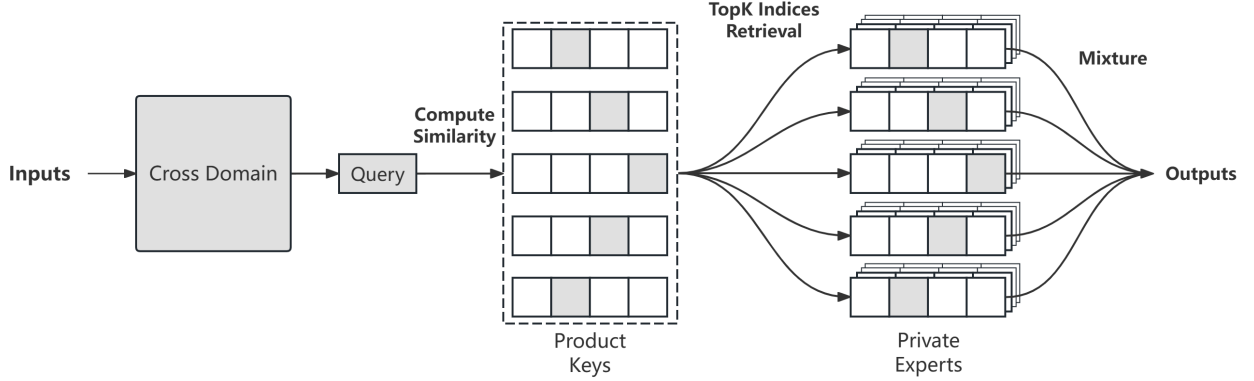 Inputs
Cross Domain
Query
Compute
Similarity
Product
Keys
TopK Indices
Retrieval
Private
Experts
Mixture
Outputs